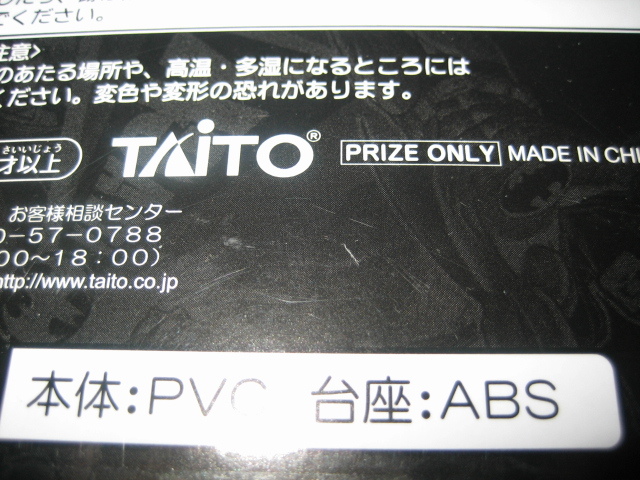 ください。
注意>
のあたる場所や、高温・多湿になるところには
ください。変色や変形の恐れがあります。
さいいじょう
才以上
TAITO® PRIZE ONLY MADE IN CHI
お客様相談センター
0-57-0788
00～18：00)
http://www.taito.co.jp
本体：PVC 台座：ABS